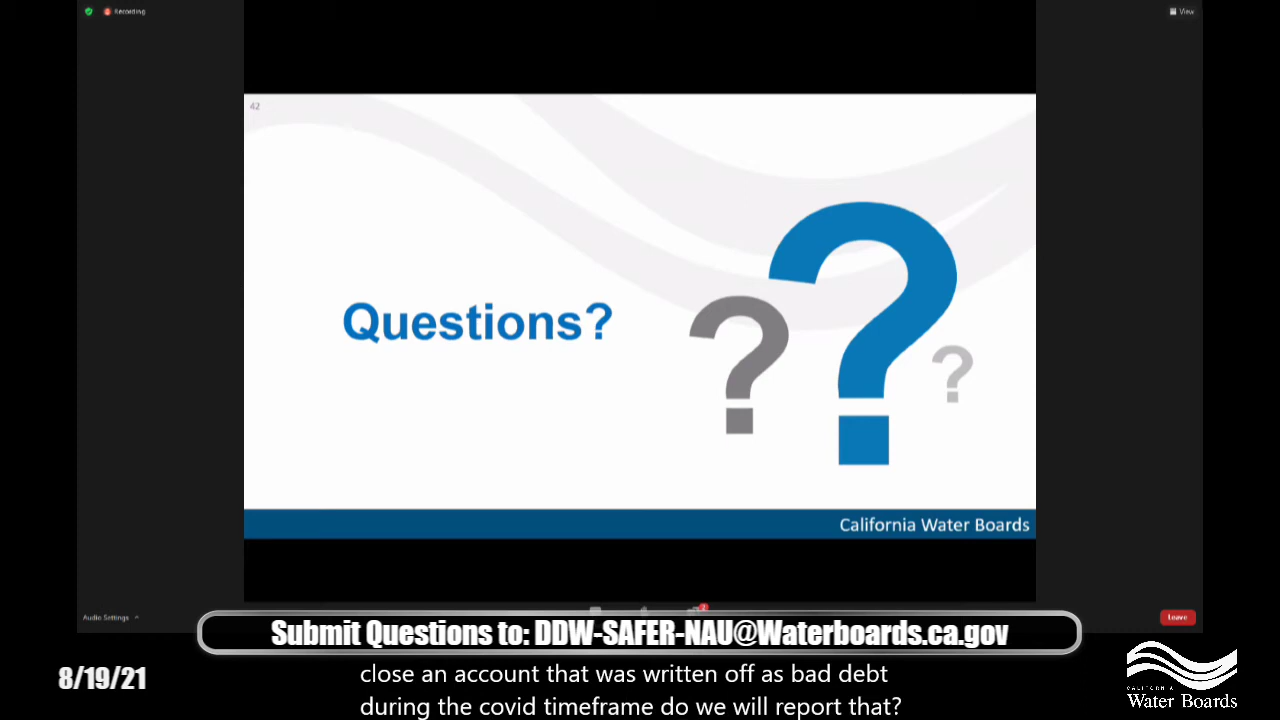 Recording
View
42
Questions?
???
California Water Boards
Audio Settings
2
Leave
Submit Questions to: DDW-SAFER-NAU@Waterboards.ca.gov
close an account that was written off as bad debt
during the covid timeframe do we will report that?
8/19/21
CALIFORNIA
Water Boards